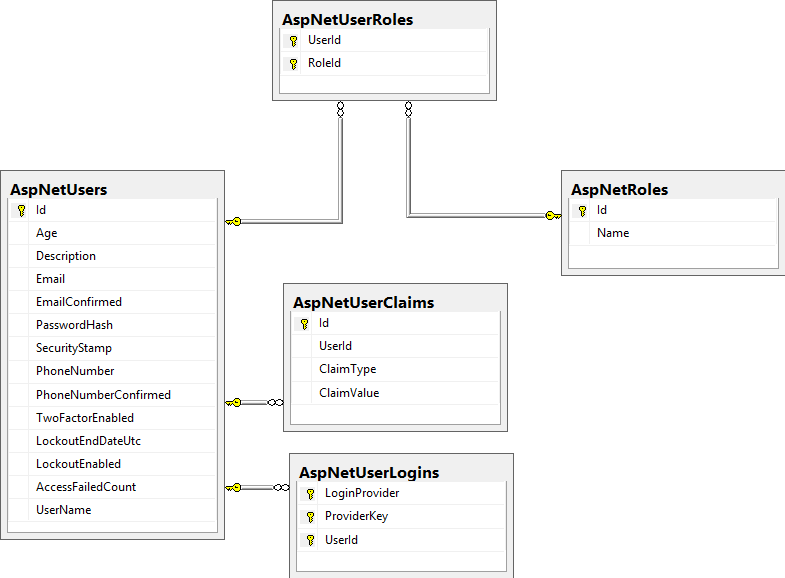 AspNetUserRoles
UserId
RoleId
AspNetUsers
Id
Age
Description
Email
EmailConfirmed
PasswordHash
SecurityStamp
PhoneNumber
PhoneNumberConfirmed
TwoFactorEnabled
LockoutEndDateUtc
LockoutEnabled
AccessFailedCount
UserName
AspNetRoles
Id
Name
AspNetUserClaims
Id
UserId
ClaimType
ClaimValue
AspNetUserLogins
LoginProvider
ProviderKey
UserId